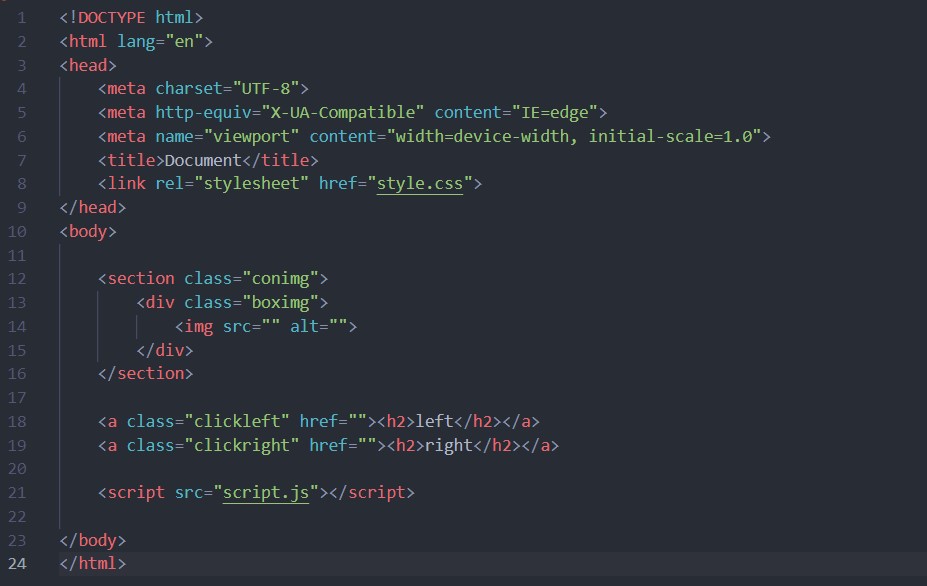 1 <!DOCTYPE html>
2 <html lang="en">
3 <head>
4 <meta charset="UTF-8">
5 <meta http-equiv="X-UA-Compatible" content="IE=edge">
6 <meta name="viewport" content="width=device-width, initial-scale=1.0">
7 <title>Document</title>
8 <link rel="stylesheet" href="style.css">
9 </head>
10 <body>
11
12 <section class="conimg">
13 <div class="boximg">
14 <img src="" alt="">
15 </div>
16 </section>
17
18 <a class="clickleft" href=""><h2>left</h2></a>
19 <a class="clickright" href=""><h2>right</h2></a>
20
21 <script src="script.js"></script>
22
23 </body>
24 </html>